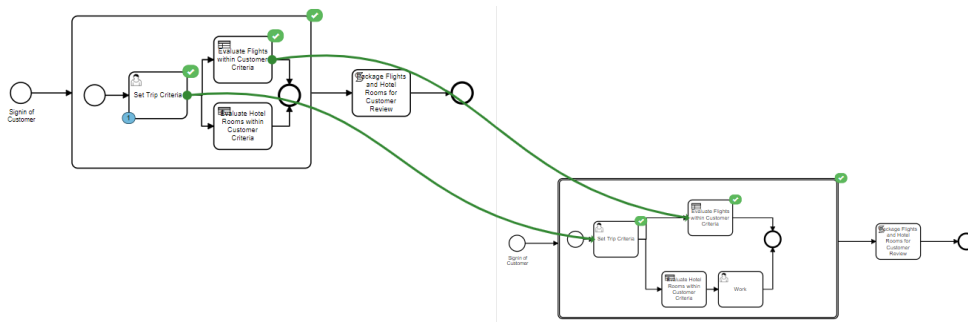 Signin of
Customer
Set Trip Criteria
1
Evaluate Flights
within Customer
Criteria
Evaluate Hotel
Rooms within
Customer
Criteria
Package Flights
and Hotel
Rooms for
Customer
Review
Signin of
Customer
Set Trip Criteria
Evaluate Flights
within Customer
Criteria
Evaluate Hotel
Rooms within
Customer
Criteria
Work
Package Flights
and Hotel
Rooms for
Customer
Review